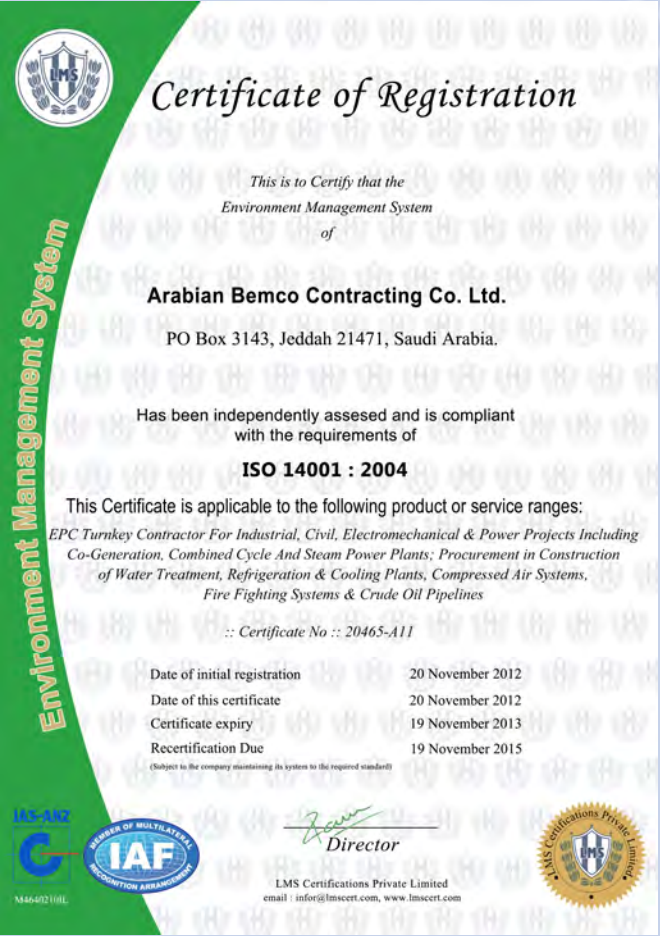 LMS
Certificate of Registration
This is to Certify that the
Environment Management System
of
Arabian Bemco Contracting Co. Ltd.
PO Box 3143, Jeddah 21471, Saudi Arabia.
Has been independently assesed and is compliant
with the requirements of
ISO 14001 : 2004
This Certificate is applicable to the following product or service ranges:
EPC Turnkey Contractor For Industrial, Civil, Electromechanical & Power Projects Including
Co-Generation, Combined Cycle And Steam Power Plants; Procurement in Construction
of Water Treatment, Refrigeration & Cooling Plants, Compressed Air Systems,
Fire Fighting Systems & Crude Oil Pipelines
:: Certificate No :: 20465-A11
Date of initial registration 20 November 2012
Date of this certificate 20 November 2012
Certificate expiry 19 November 2013
Recertification Due 19 November 2015
(Subject to the company maintaining its system to the required standard)
Environment Management System
JAS-ANZ
MEMBER OF MULTILATERAL
IAF
RECOGNITION ARRANGEMENT
Director
LMS Certifications Private Limited
email : infor@lmscert.com, www.lmscert.com
LMS Certifications Private Limited
LMS